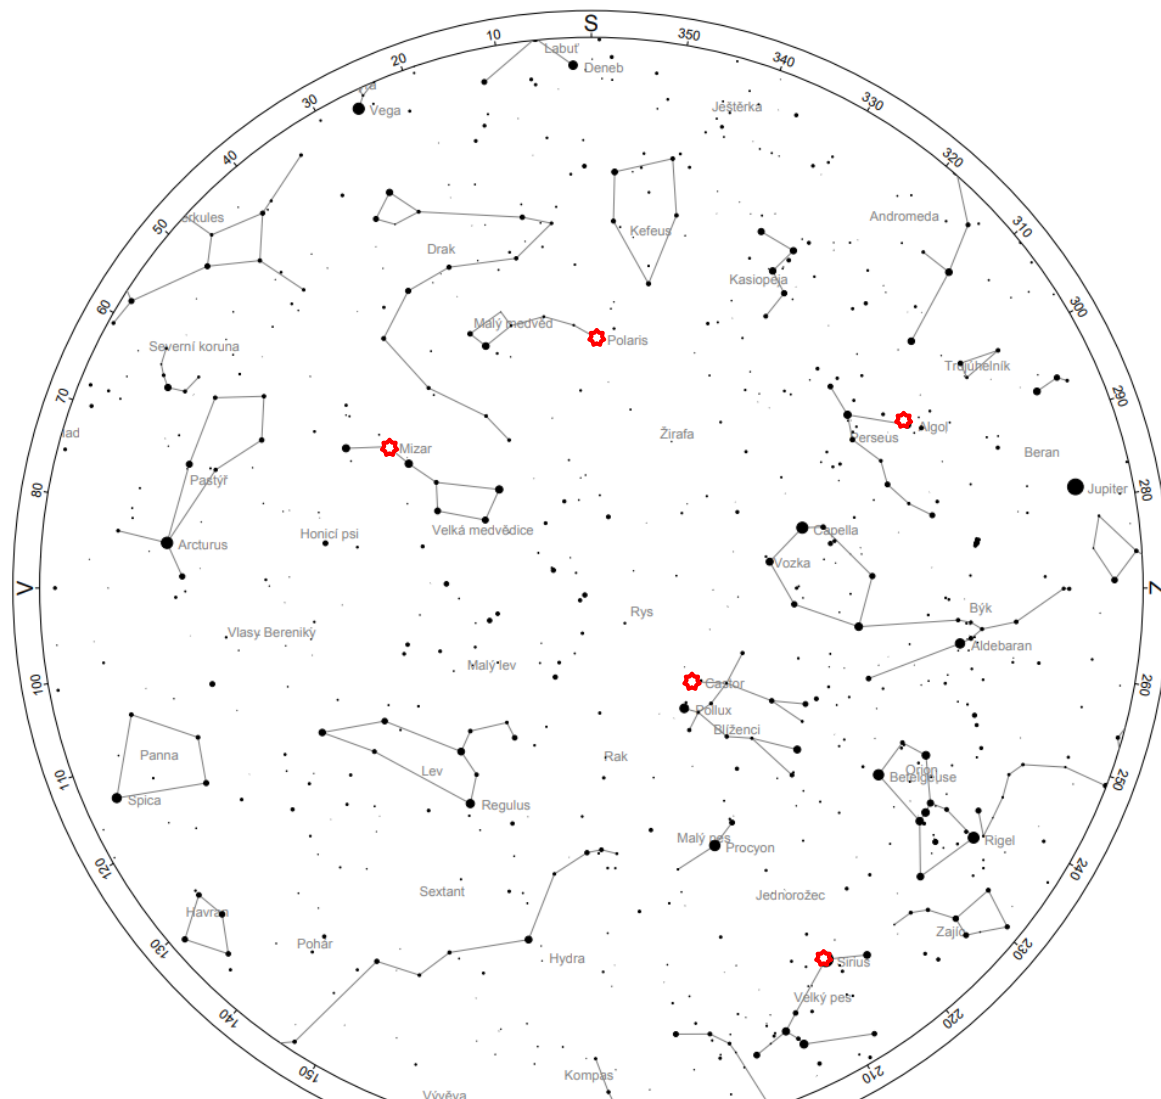 S
10
350
20
340
30
330
40
320
50
310
60
300
70
290
80
280
V
Z
100
260
110
250
120
240
130
230
140
220
150
210
Labuť
Deneb
Vega
Ještěrka
Andromeda
Drak
Kefeus
Kasiopeja
Malý medvěd
Polaris
Severní koruna
Trojúhelník
Algol
Perseus
Žirafa
Beran
Mizar
Pastýř
Jupiter
Velká medvědice
Honicí psi
Capella
Arcturus
Vozka
Rys
Býk
Vlasy Bereniky
Aldebaran
Malý lev
Castor
Pollux
Blíženci
Panna
Rak
Lev
Orion
Betelgeuse
Spica
Regulus
Malý pes
Procyon
Rigel
Sextant
Jednorožec
Havran
Pohár
Zajíc
Hydra
Sirius
Velký pes
Kompas
Vývěva